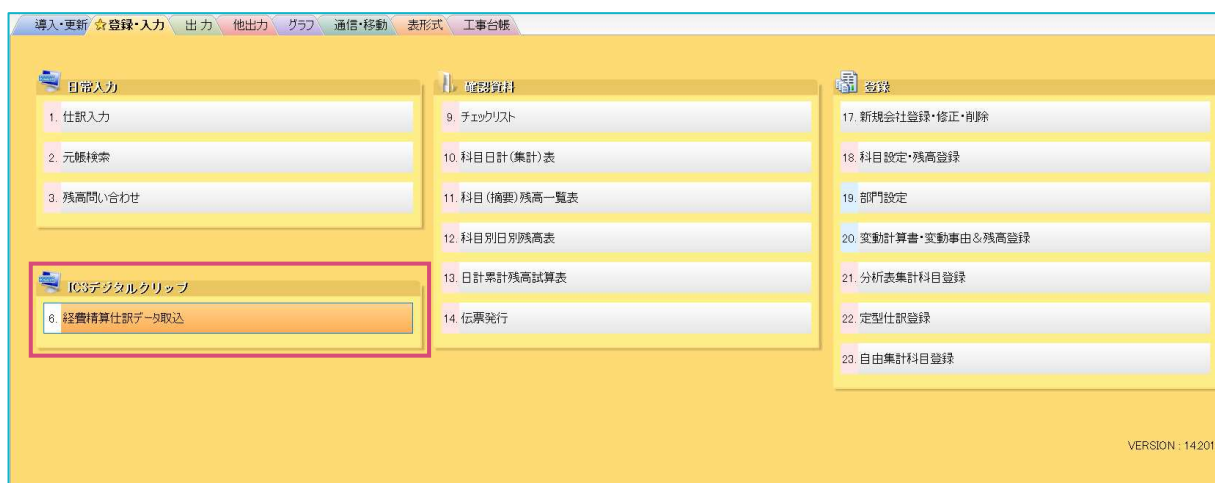 導入・更新 ☆登録・入力 出力 他出力 グラフ 通信・移動 表形式 工事台帳
日常入力
1. 仕訳入力
2. 元帳検索
3. 残高問い合わせ
ICSデジタルクリップ
6. 経費精算仕訳データ取込
確認資料
9. チェックリスト
10. 科目日計(集計)表
11. 科目(摘要)残高一覧表
12. 科目別日別残高表
13. 日計累計残高試算表
14. 伝票発行
登録
17. 新規会社登録・修正・削除
18. 科目設定・残高登録
19. 部門設定
20. 変動計算書・変動事由&残高登録
21. 分析表集計科目登録
22. 定型仕訳登録
23. 自由集計科目登録
VERSION : 14.201